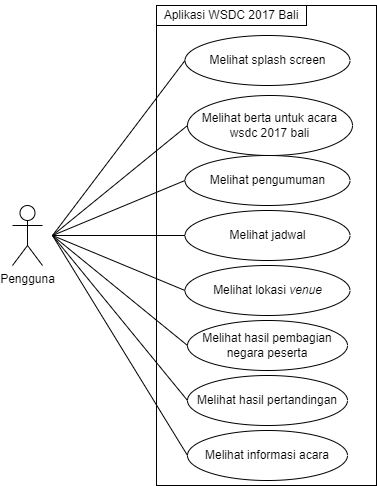 Aplikasi WSDC 2017 Bali
Melihat splash screen
Melihat berta untuk acara
wsdc 2017 bali
Melihat pengumuman
Melihat jadwal
Pengguna
Melihat lokasi venue
Melihat hasil pembagian
negara peserta
Melihat hasil pertandingan
Melihat informasi acara